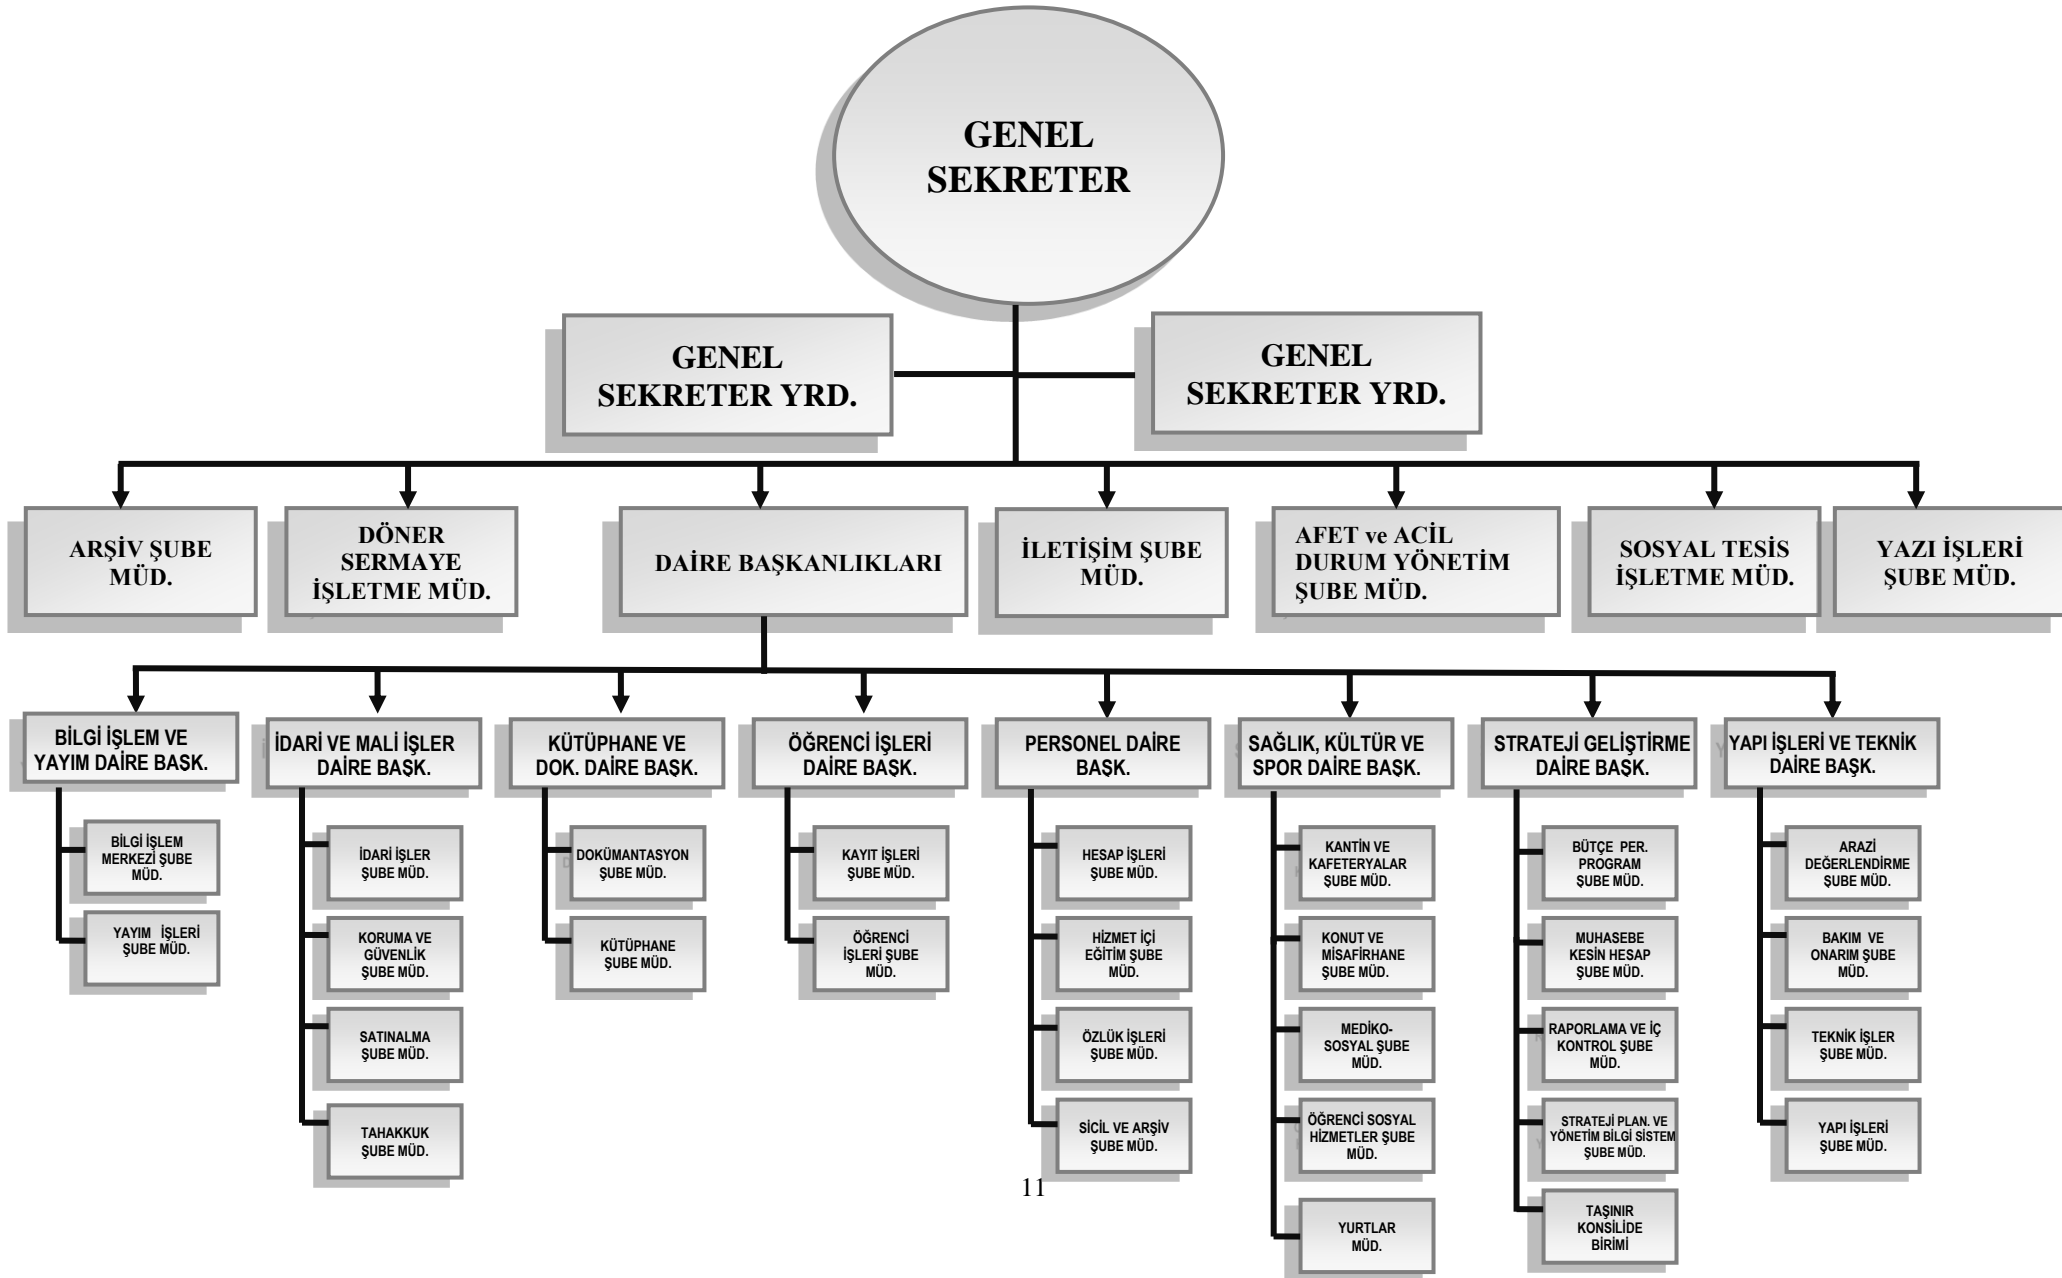 GENEL
SEKRETER
GENEL
SEKRETER YRD.
GENEL
SEKRETER YRD.
ARŞİV ŞUBE
MÜD.
DÖNER
SERMAYE
İŞLETME MÜD.
DAİRE BAŞKANLIKLARI
İLETİŞİM ŞUBE
MÜD.
AFET ve ACİL
DURUM YÖNETİM
ŞUBE MÜD.
SOSYAL TESİS
İŞLETME MÜD.
YAZI İŞLERİ
ŞUBE MÜD.
BİLGİ İŞLEM VE
YAYIM DAİRE BAŞK.
İDARİ VE MALİ İŞLER
DAİRE BAŞK.
KÜTÜPHANE VE
DOK. DAİRE BAŞK.
ÖĞRENCİ İŞLERİ
DAİRE BAŞK.
PERSONEL DAİRE
BAŞK.
SAĞLIK, KÜLTÜR VE
SPOR DAİRE BAŞK.
STRATEJİ GELİŞTİRME
DAİRE BAŞK.
YAPI İŞLERİ VE TEKNİK
DAİRE BAŞK.
BİLGİ İŞLEM
MERKEZİ ŞUBE
MÜD.
YAYIM İŞLERİ
ŞUBE MÜD.
İDARİ İŞLER
ŞUBE MÜD.
KORUMA VE
GÜVENLİK
ŞUBE MÜD.
SATINALMA
ŞUBE MÜD.
TAHAKKUK
ŞUBE MÜD.
DOKÜMANTASYON
ŞUBE MÜD.
KÜTÜPHANE
ŞUBE MÜD.
KAYIT İŞLERİ
ŞUBE MÜD.
ÖĞRENCİ
İŞLERİ ŞUBE
MÜD.
HESAP İŞLERİ
ŞUBE MÜD.
HİZMET İÇİ
EĞİTİM ŞUBE
MÜD.
ÖZLÜK İŞLERİ
ŞUBE MÜD.
SİCİL VE ARŞİV
ŞUBE MÜD.
KANTİN VE
KAFETERYALAR
ŞUBE MÜD.
KONUT VE
MİSAFİRHANE
ŞUBE MÜD.
MEDİKO-
SOSYAL ŞUBE
MÜD.
ÖĞRENCİ SOSYAL
HİZMETLER ŞUBE
MÜD.
YURTLAR
MÜD.
BÜTÇE PER.
PROGRAM
ŞUBE MÜD.
MUHASEBE
KESİN HESAP
ŞUBE MÜD.
RAPORLAMA VE İÇ
KONTROL ŞUBE
MÜD.
STRATEJİ PLAN. VE
YÖNETİM BİLGİ SİSTEM
ŞUBE MÜD.
TAŞINIR
KONSİLİDE
BİRİMİ
ARAZİ
DEĞERLENDİRME
ŞUBE MÜD.
BAKIM VE
ONARIM ŞUBE
MÜD.
TEKNİK İŞLER
ŞUBE MÜD.
YAPI İŞLERİ
ŞUBE MÜD.
11